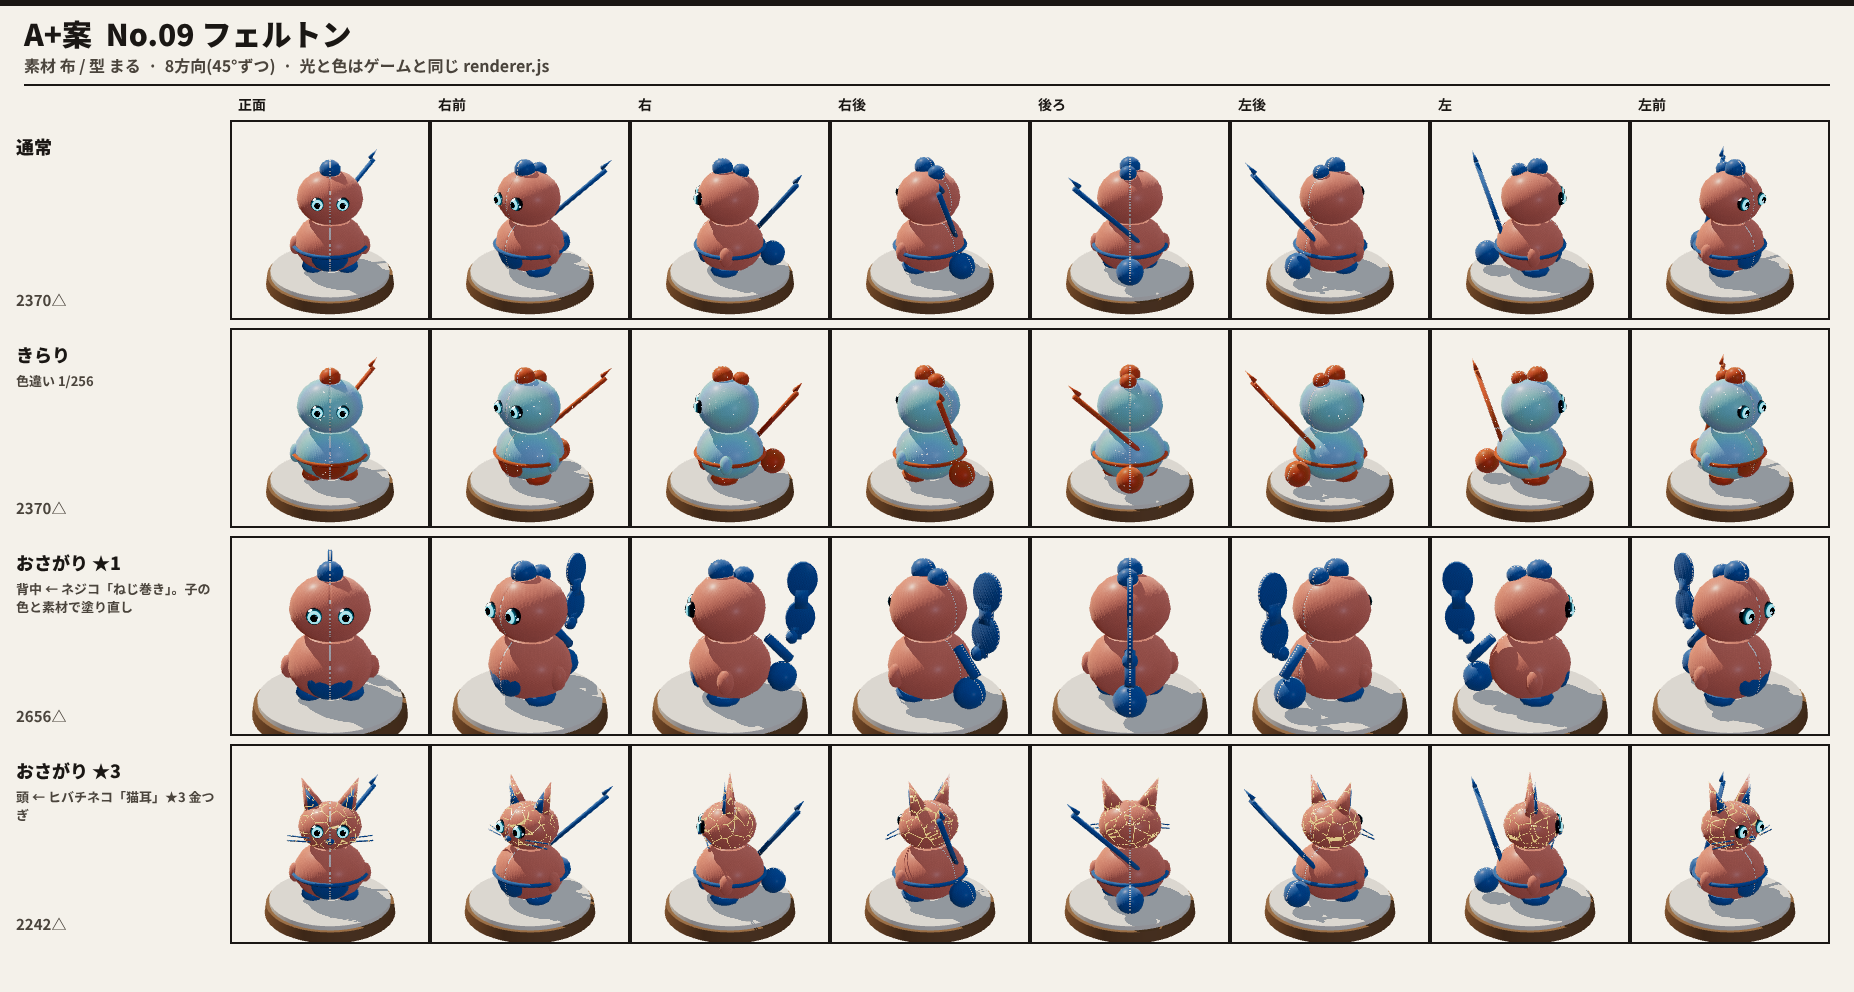 A+案 No.09 フェルトン
素材 布 / 型 まる ・ 8方向(45°ずつ) ・ 光と色はゲームと同じ renderer.js
正面 右前 右 右後 後ろ 左後 左 左前
通常
2370△
きらり
色違い 1/256
2370△
おさがり ★1
背中 ← ネジコ「ねじ巻き」。子の
色と素材で塗り直し
2656△
おさがり ★3
頭 ← ヒバチネコ「猫耳」★3 金つ
ぎ
2242△